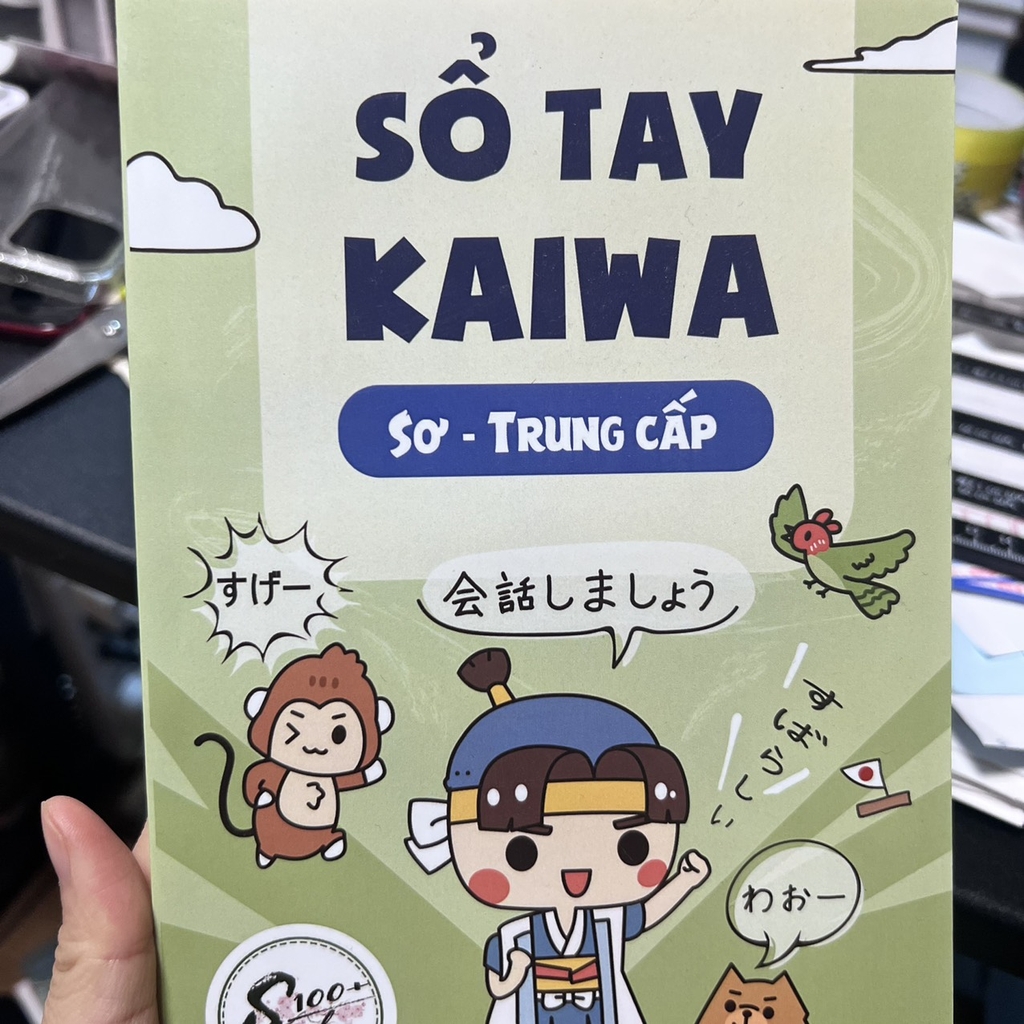 SỔ TAY
KAIWA
SƠ - TRUNG CẤP
すげー
会話しましょう
すばらしい
わおー
100+